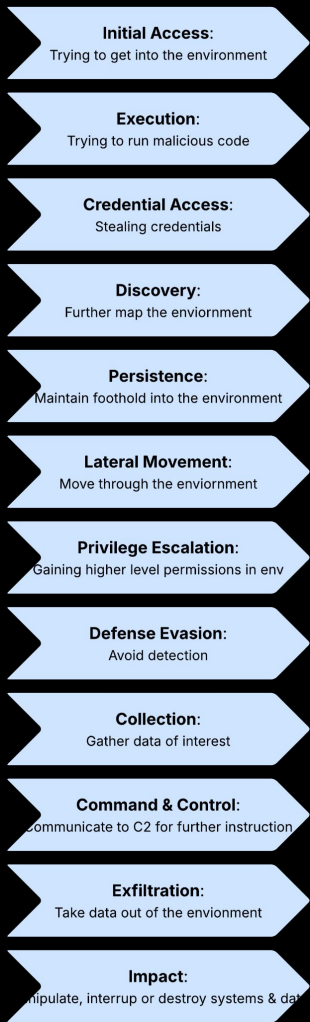 Initial Access:
Trying to get into the environment
Execution:
Trying to run malicious code
Credential Access:
Stealing credentials
Discovery:
Further map the enviornment
Persistence:
Maintain foothold into the environment
Lateral Movement:
Move through the enviornment
Privilege Escalation:
Gaining higher level permissions in env
Defense Evasion:
Avoid detection
Collection:
Gather data of interest
Command & Control:
Communicate to C2 for further instruction
Exfiltration:
Take data out of the envionment
Impact:
nipulate, interrup or destroy systems & dat